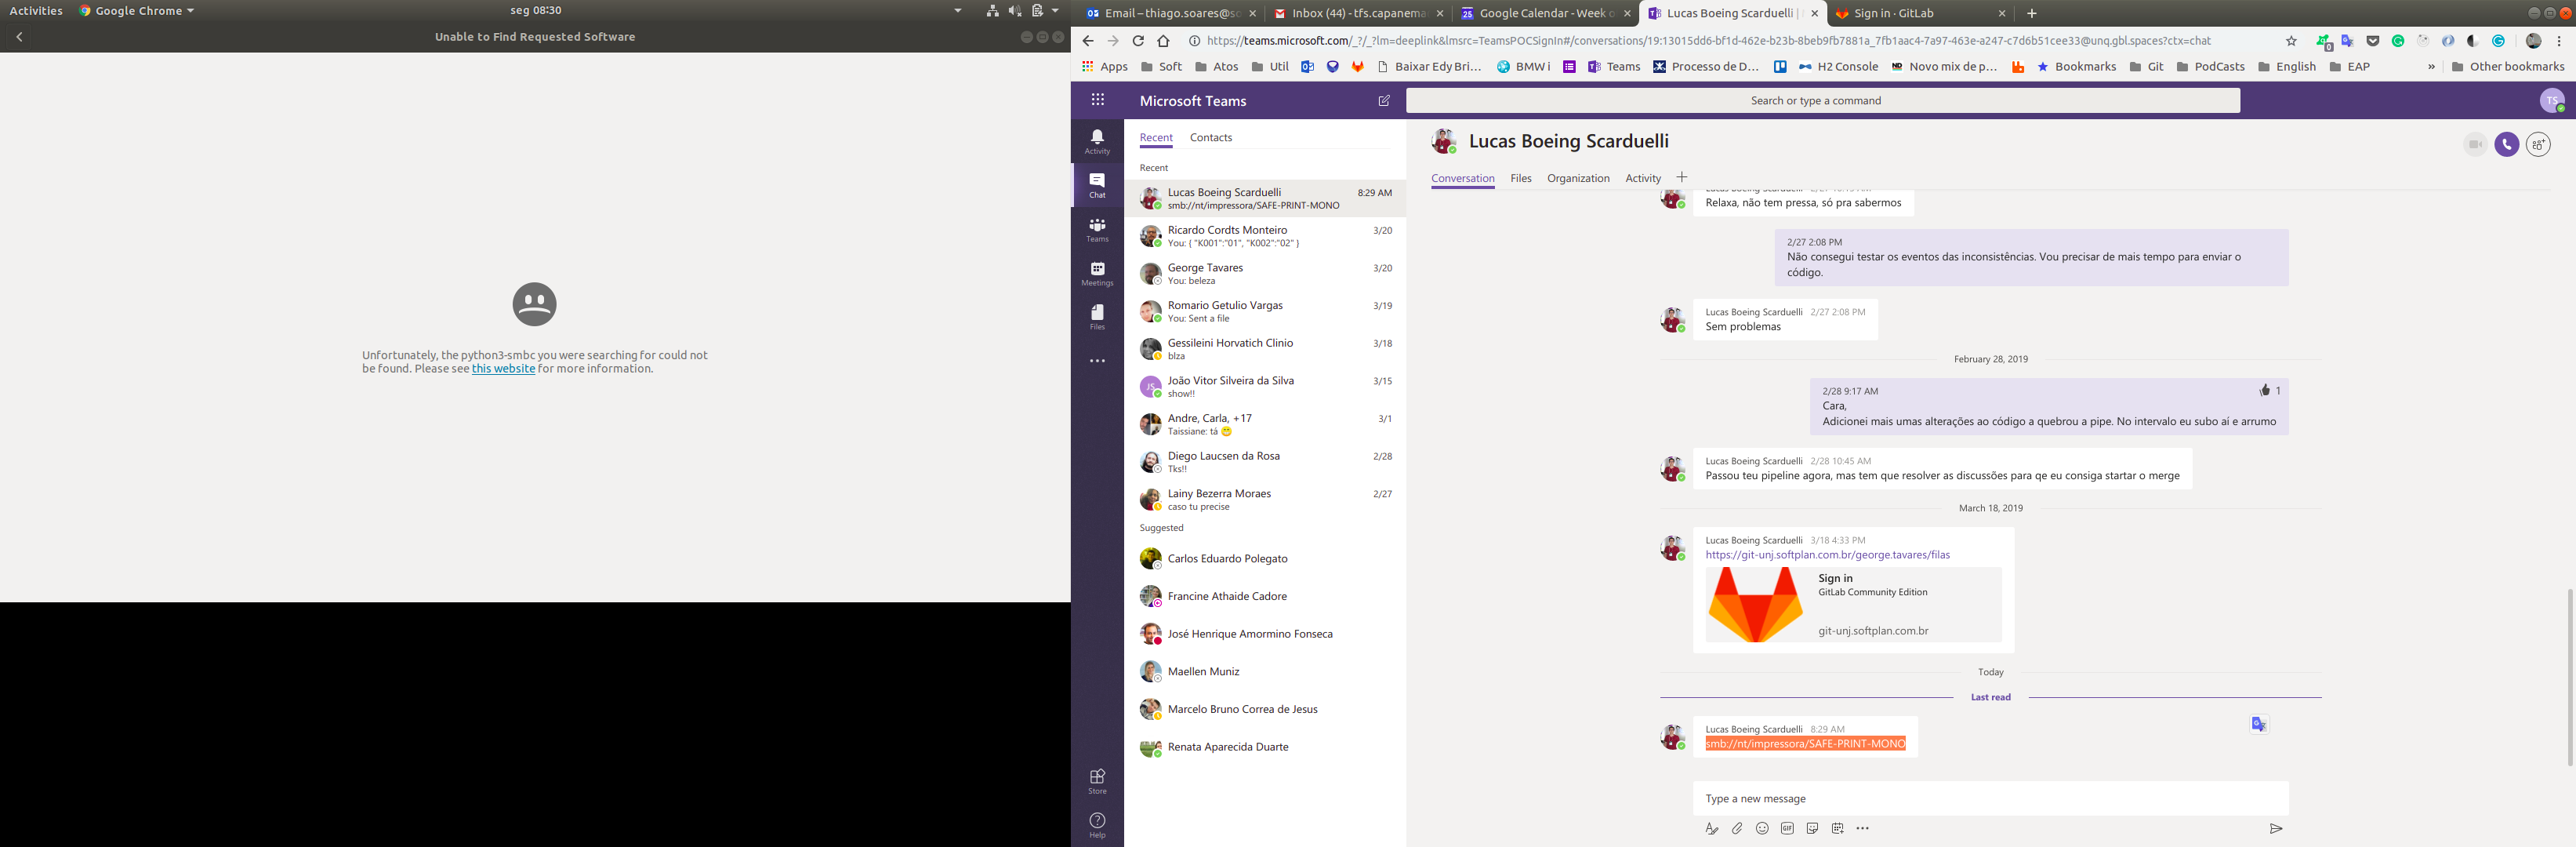 Activities
Google Chrome
seg 08:30
Unable to Find Requested Software
Unfortunately, the python3-smbc you were searching for could not
be found. Please see this website for more information.
Email – thiago.soares@so
Inbox (44) - tfs.capanema
Google Calendar - Week o
Lucas Boeing Scarduelli |
Sign in · GitLab
https://teams.microsoft.com/_?/_?lm=deeplink&lmsrc=TeamsPOCSignIn#/conversations/19:13015dd6-bf1d-462e-b23b-8beb9fb7881a_7fb1aac4-7a97-463e-a247-c7d6b51cee33@unq.gbl.spaces?ctx=chat
0
Apps
Soft
Atos
Util
Baixar Edy Bri…
BMW i
Teams
Processo de D…
H2 Console
Novo mix de p…
Bookmarks
Git
PodCasts
English
EAP
»
Other bookmarks
Microsoft Teams
Search or type a command
TS
Activity
Chat
Teams
Meetings
Files
Store
Help
Recent
Contacts
Recent
Lucas Boeing Scarduelli 8:29 AM
smb://nt/impressora/SAFE-PRINT-MONO
Ricardo Cordts Monteiro 3/20
You: { "K001":"01", "K002":"02" }
George Tavares 3/20
You: beleza
Romario Getulio Vargas 3/19
You: Sent a file
Gessileini Horvatich Clinio 3/18
blza
JS
João Vitor Silveira da Silva 3/15
show!!
Andre, Carla, +17 3/1
Taissiane: tá
Diego Laucsen da Rosa 2/28
Tks!!
Lainy Bezerra Moraes 2/27
caso tu precise
Suggested
Carlos Eduardo Polegato
Francine Athaide Cadore
José Henrique Amormino Fonseca
Maellen Muniz
Marcelo Bruno Correa de Jesus
Renata Aparecida Duarte
Lucas Boeing Scarduelli
Conversation
Files
Organization
Activity
Relaxa, não tem pressa, só pra sabermos
2/27 2:08 PM
Não consegui testar os eventos das inconsistências. Vou precisar de mais tempo para enviar o
código.
Lucas Boeing Scarduelli 2/27 2:08 PM
Sem problemas
February 28, 2019
2/28 9:17 AM
1
Cara,
Adicionei mais umas alterações ao código a quebrou a pipe. No intervalo eu subo aí e arrumo
Lucas Boeing Scarduelli 2/28 10:45 AM
Passou teu pipeline agora, mas tem que resolver as discussões para qe eu consiga startar o merge
March 18, 2019
Lucas Boeing Scarduelli 3/18 4:33 PM
https://git-unj.softplan.com.br/george.tavares/filas
Sign in
GitLab Community Edition
git-unj.softplan.com.br
Today
Last read
Lucas Boeing Scarduelli 8:29 AM
smb://nt/impressora/SAFE-PRINT-MONO
Type a new message
GIF